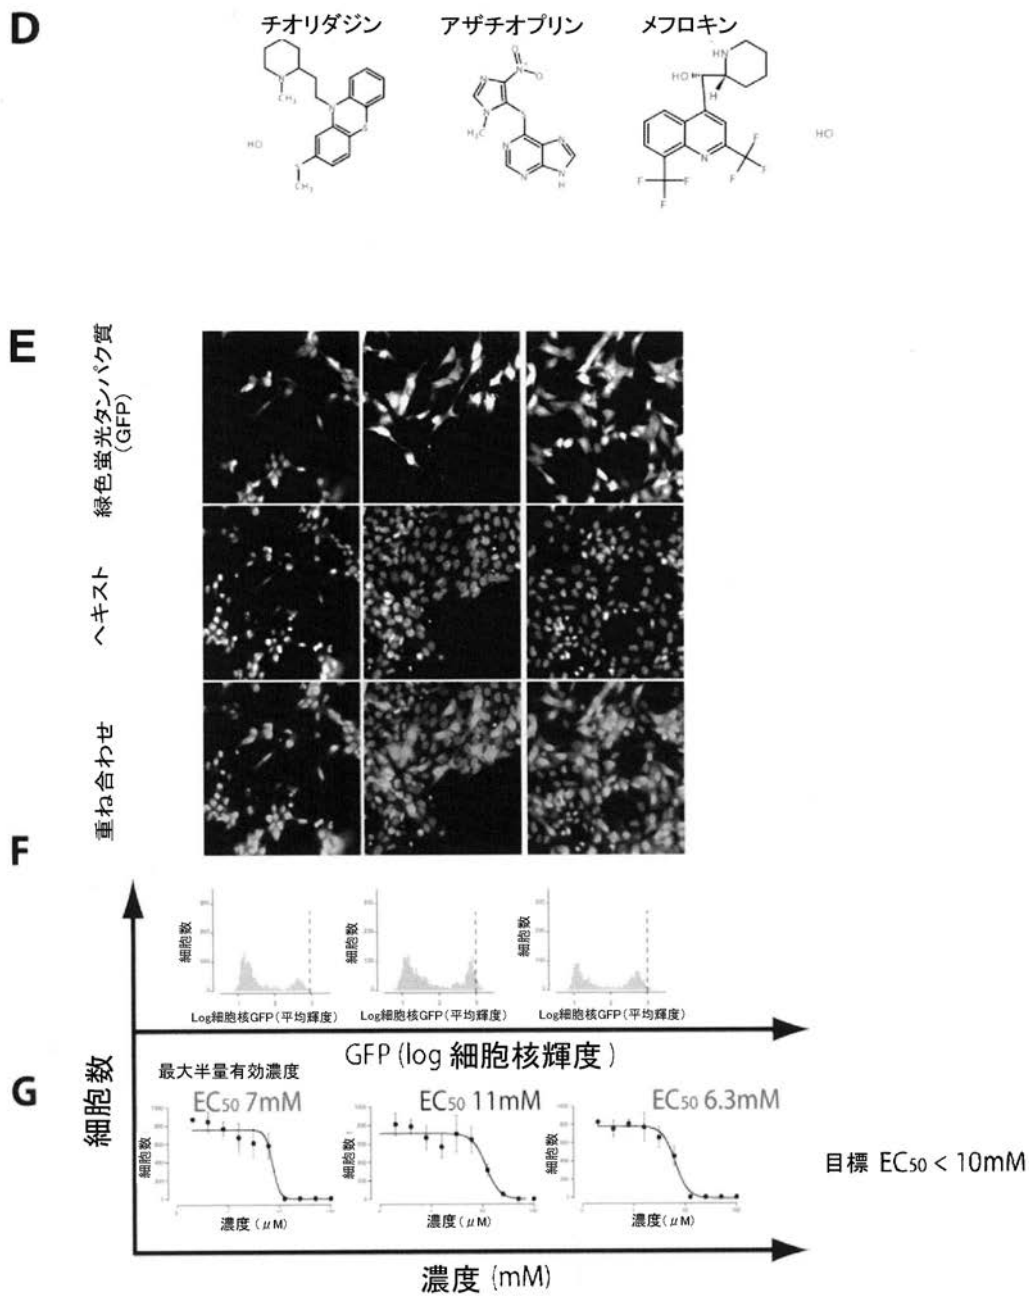 D
チオリダジン アザチオプリン メフロキン
HCl
HCl
E
緑色蛍光タンパク質
(GFP)
ヘキスト
重ね合わせ
F
細胞数 細胞数 細胞数
Log細胞核GFP(平均輝度) Log細胞核GFP(平均輝度) Log細胞核GFP(平均輝度)
GFP (log 細胞核輝度)
細胞数
G
最大半量有効濃度
EC50 7mM EC50 11mM EC50 6.3mM
細胞数 細胞数 細胞数
濃度(μM) 濃度(μM) 濃度(μM)
目標 EC50 < 10mM
濃度 (mM)